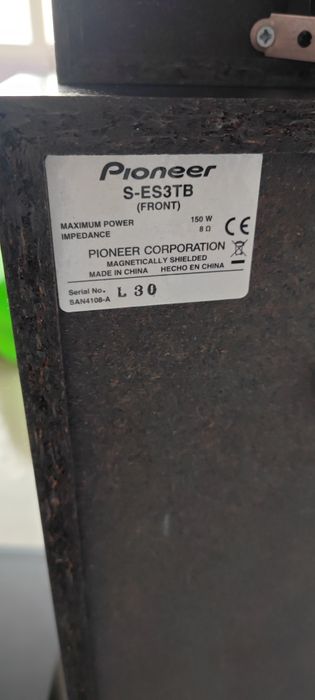 Pioneer
S-ES3TB
(FRONT)
MAXIMUM POWER 150 W
IMPEDANCE 8 Ω
CE
PIONEER CORPORATION
MAGNETICALLY SHIELDED
MADE IN CHINA HECHO EN CHINA
Serial No. L 30
SAN4108-A